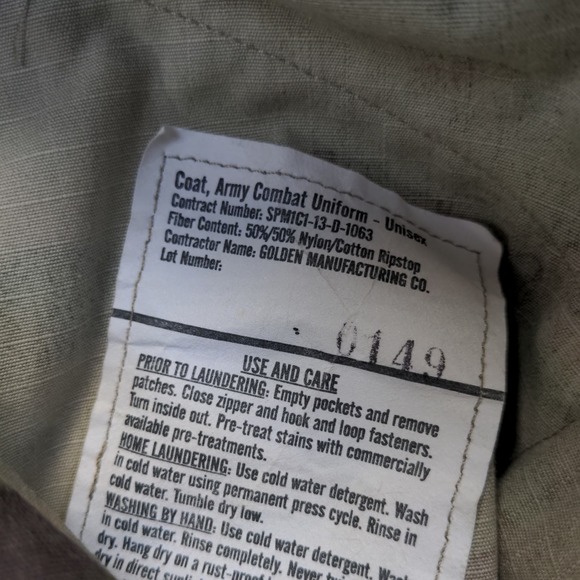 Coat, Army Combat Uniform - Unisex
Contract Number: SPM1C1-13-D-1063
Fiber Content: 50%/50% Nylon/Cotton Ripstop
Contractor Name: GOLDEN MANUFACTURING CO.
Lot Number:
0149
USE AND CARE
PRIOR TO LAUNDERING: Empty pockets and remove
patches. Close zipper and hook and loop fasteners.
Turn inside out. Pre-treat stains with commercially
available pre-treatments.
HOME LAUNDERING: Use cold water detergent. Wash
in cold water using permanent press cycle. Rinse in
cold water. Tumble dry low.
WASHING BY HAND: Use cold water detergent.
in cold water. Rinse completely. Never
dry. Hang dry on a rust-proof
dry in direct